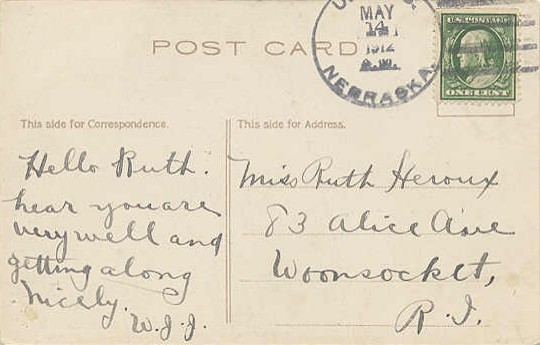 POST CARD
MAY
14
1912
NEBRASKA.
U.S. POSTAGE
ONE CENT
This side for Correspondence.
Hello Ruth.
hear you are
very well and
getting along
nicely.
W.J.J.
This side for Address.
Miss Ruth Heroux
83 Alice Ave
Woonsocket,
R.I.